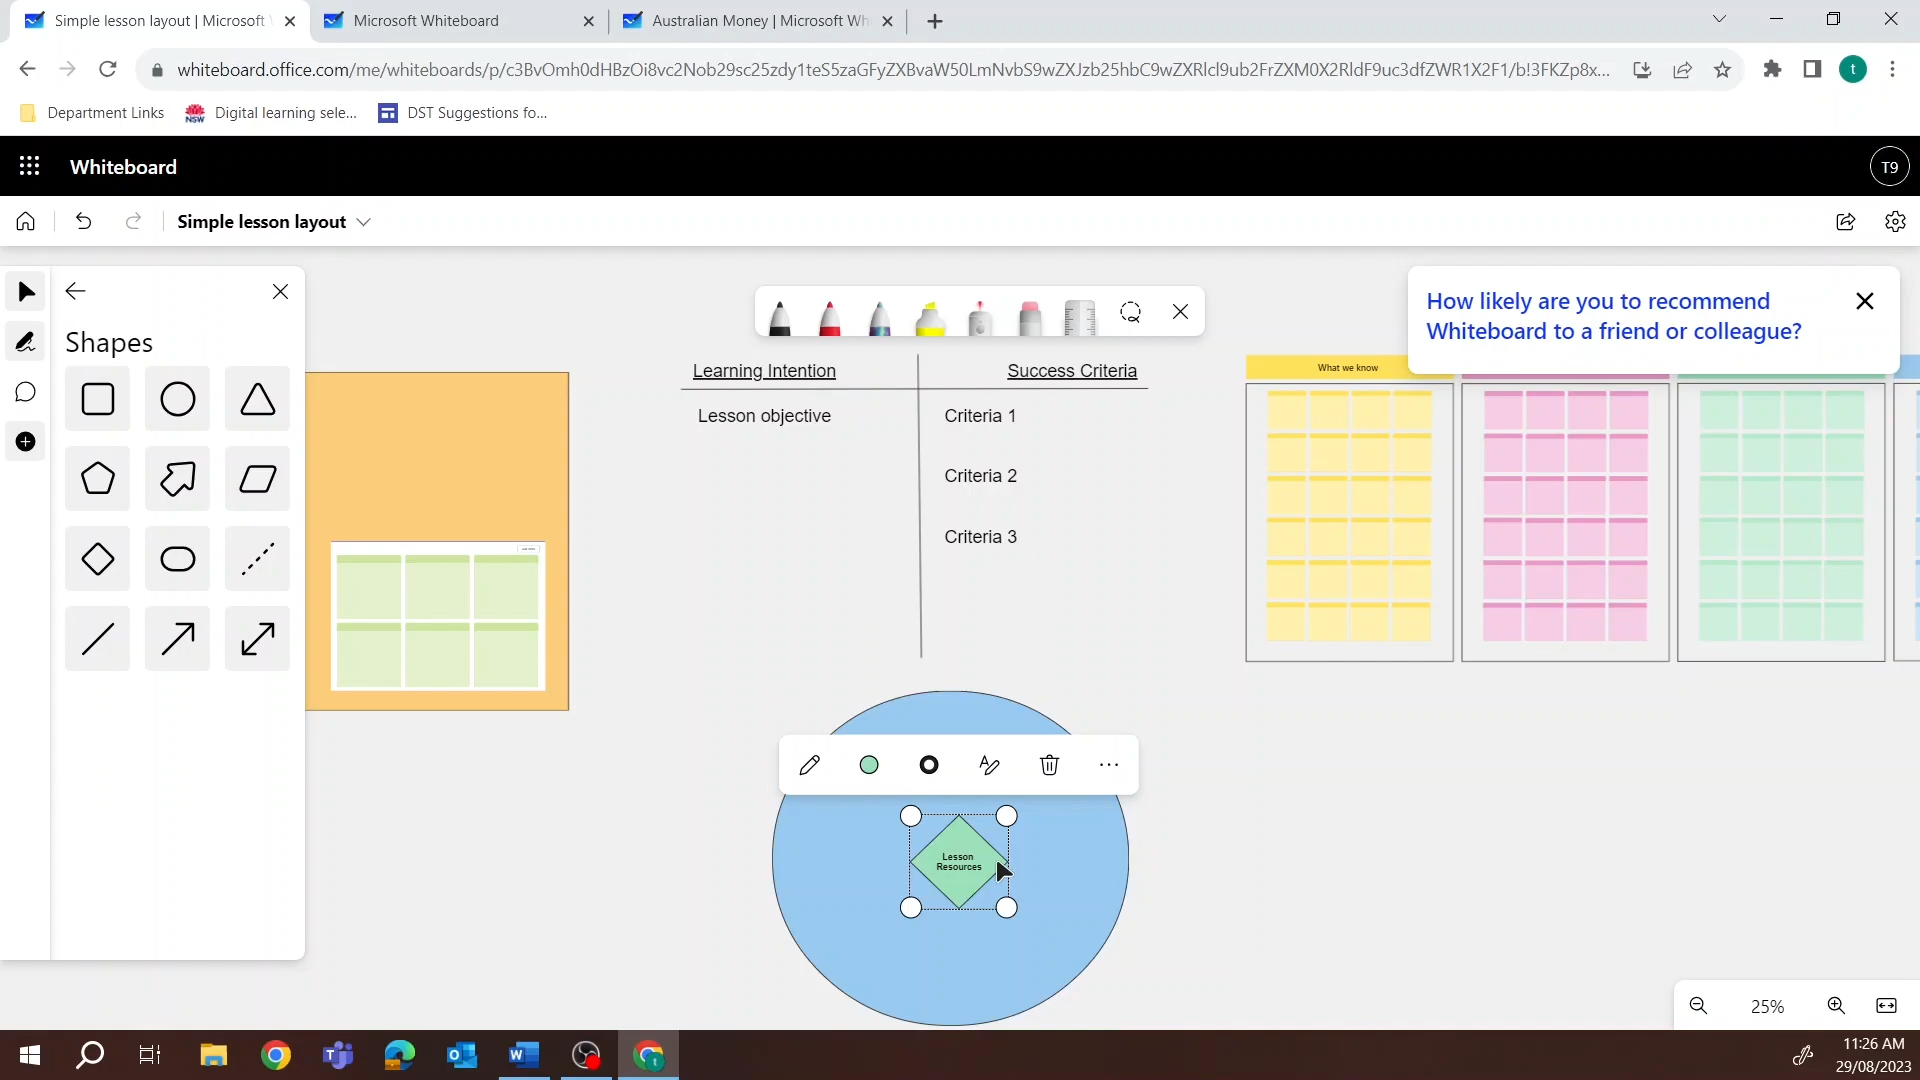 Simple lesson layout | Microsoft
Microsoft Whiteboard
Australian Money | Microsoft Wh
whiteboard.office.com/me/whiteboards/p/c3BvOmh0dHBzOi8vc2Nob29sc25zdy1teS5zaGFyZXBvaW50LmNvbS9wZXJzb25hbC9wZXRlcl9ub2FrZXM0X2RldF9uc3dfZWR1X2F1/b!3FKZp8x...
t
Department Links
NSW
Digital learning sele...
DST Suggestions fo...
Whiteboard
T9
Simple lesson layout
Shapes
How likely are you to recommend
Whiteboard to a friend or colleague?
Learning Intention
Success Criteria
Lesson objective
Criteria 1
Criteria 2
Criteria 3
What we know
Lesson
Resources
25%
11:26 AM
29/08/2023